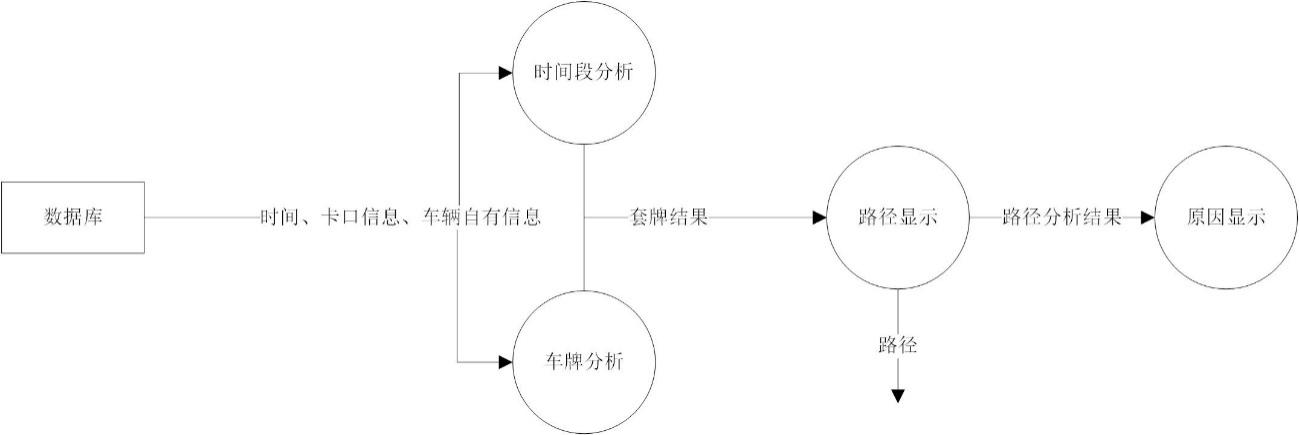 时间段分析
数据库
时间、卡口信息、车辆自有信息
套牌结果
路径显示
路径分析结果
原因显示
路径
车牌分析